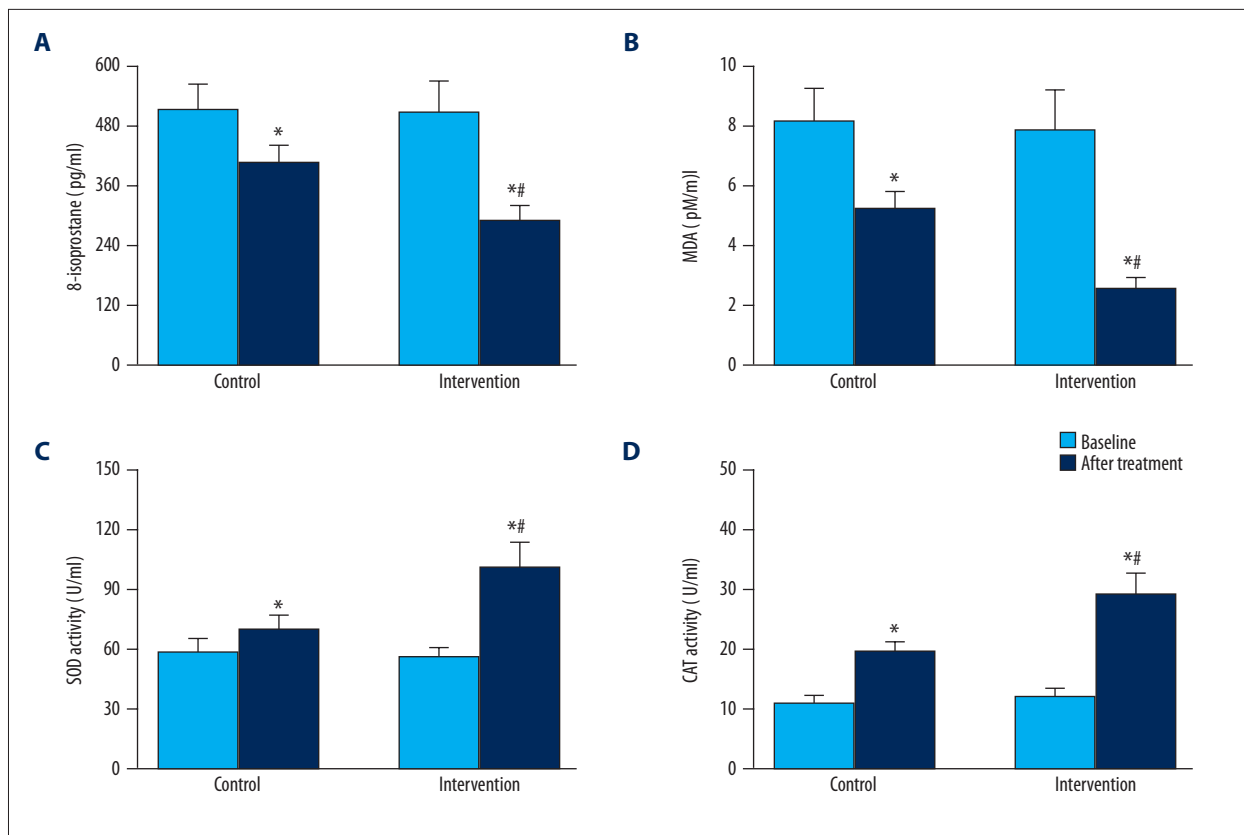 A
600
480
360
240
120
0
8-isoprostane ( pg/ml)
*
*#
Control
Intervention
B
10
8
6
4
2
0
MDA ( pM/m)l
*
*#
Control
Intervention
C
150
120
90
60
30
0
SOD activity ( U/ml)
*
*#
Control
Intervention
D
Baseline
After treatment
50
40
30
20
10
0
CAT activity ( U/ml)
*
*#
Control
Intervention